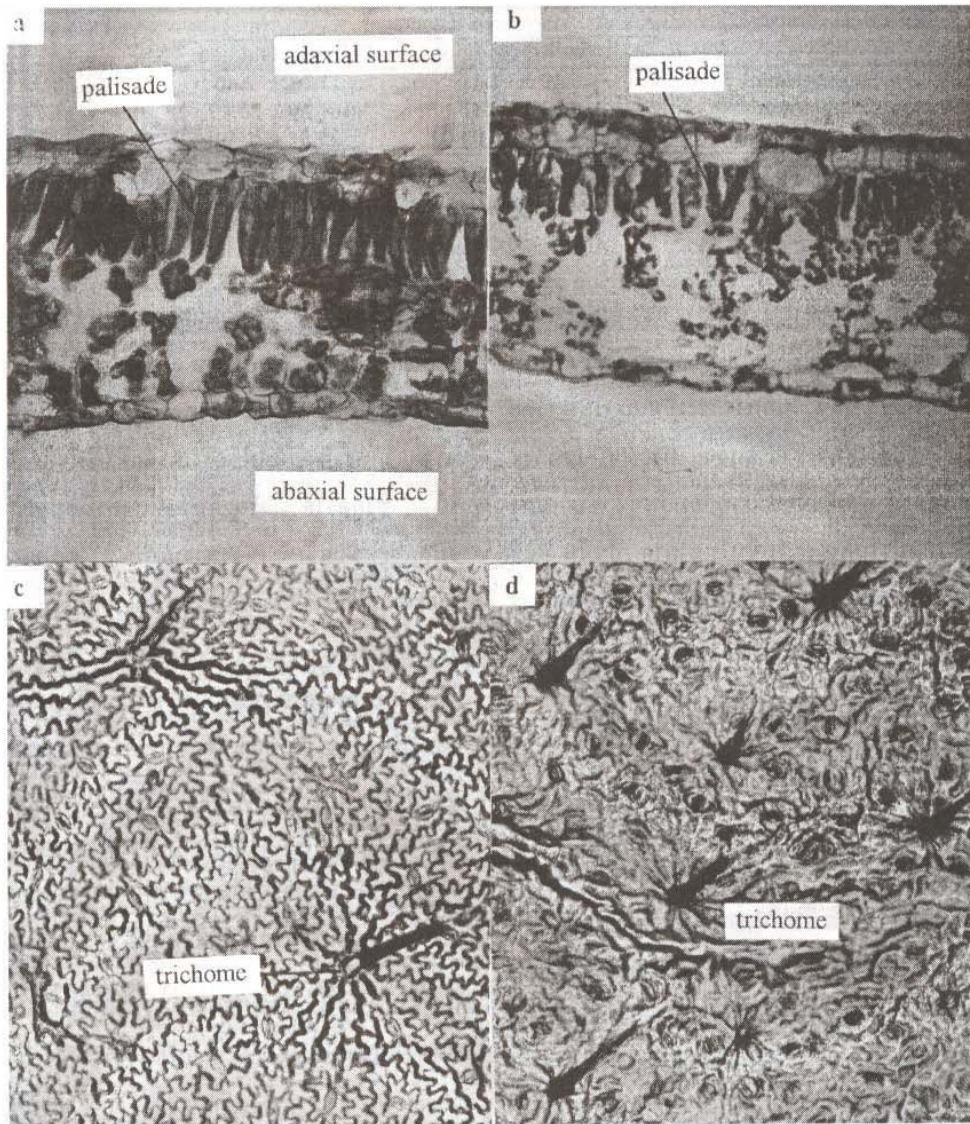 a
b
adaxial surface
palisade
palisade
abaxial surface
c
d
trichome
trichome